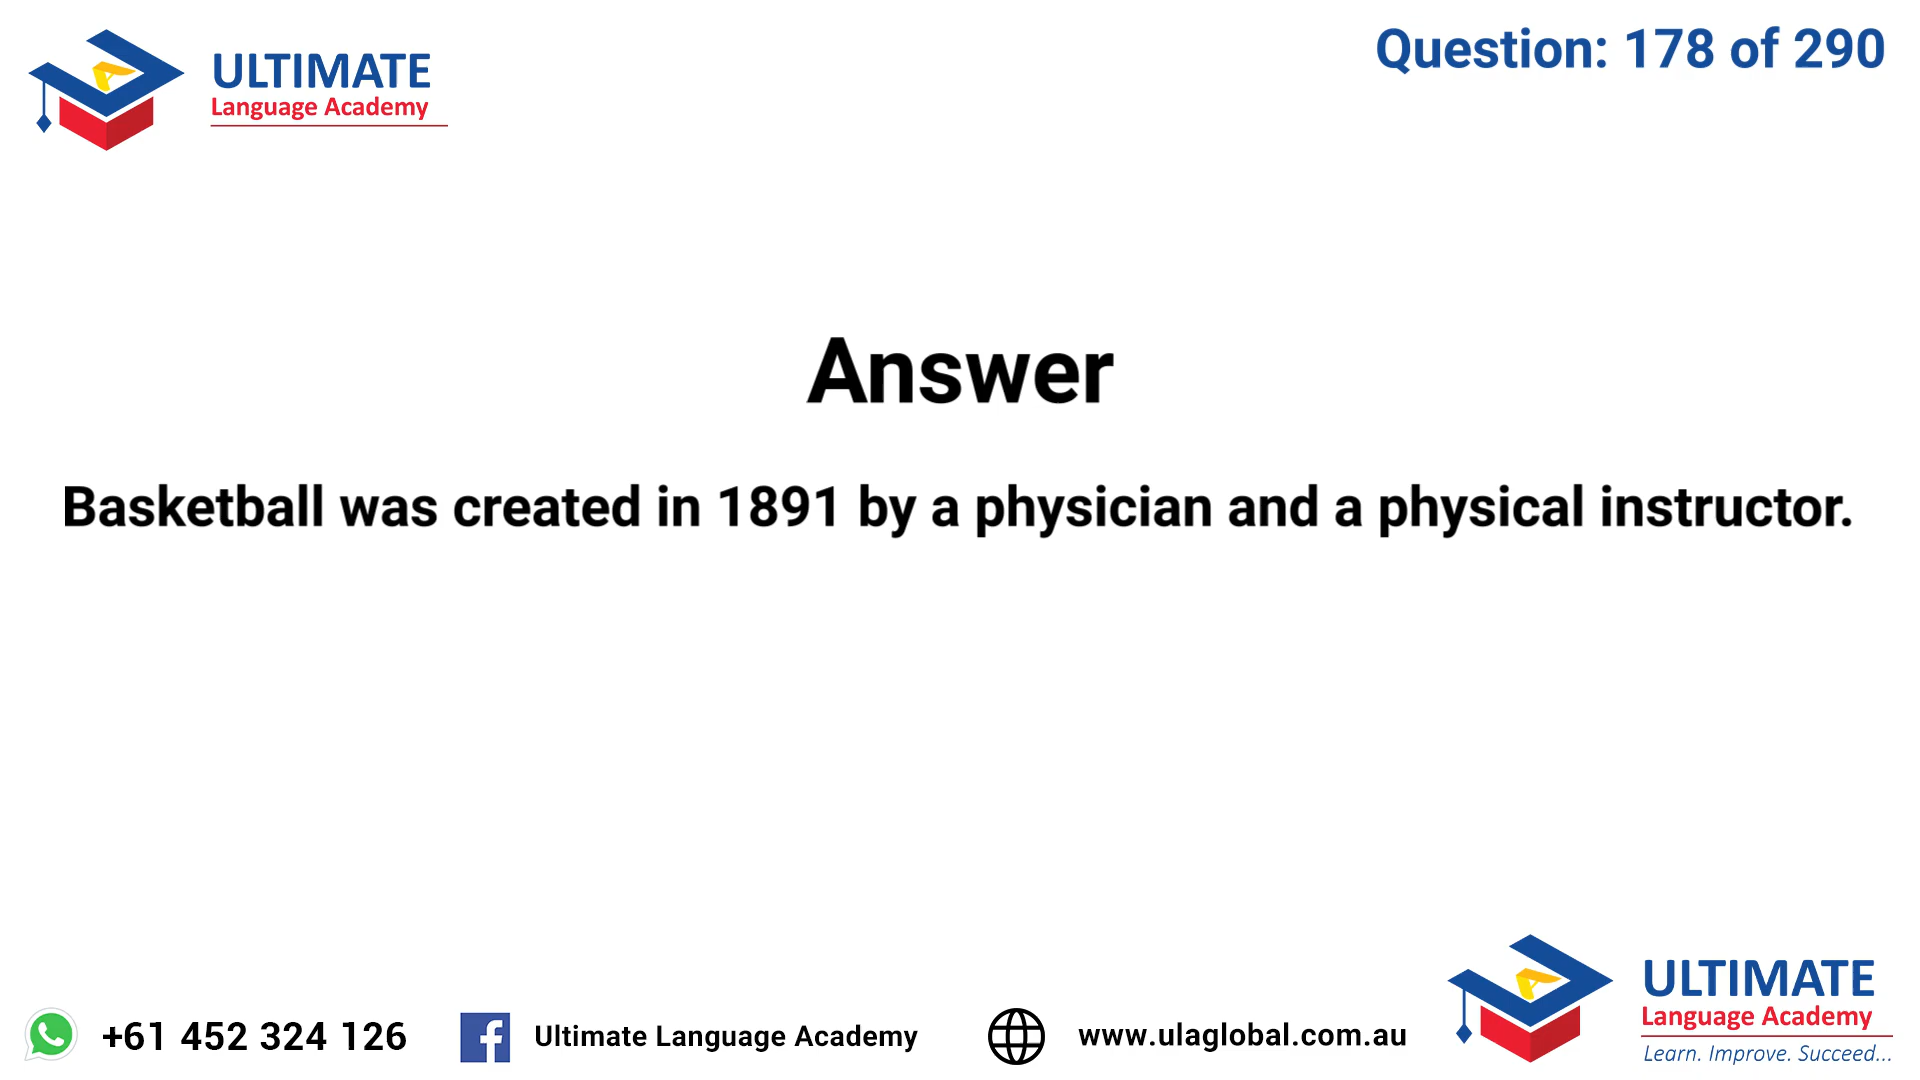 ULTIMATE
Language Academy
Question: 178 of 290
Answer
Basketball was created in 1891 by a physician and a physical instructor.
+61 452 324 126
Ultimate Language Academy
www.ulaglobal.com.au
ULTIMATE
Language Academy
Learn. Improve. Succeed...